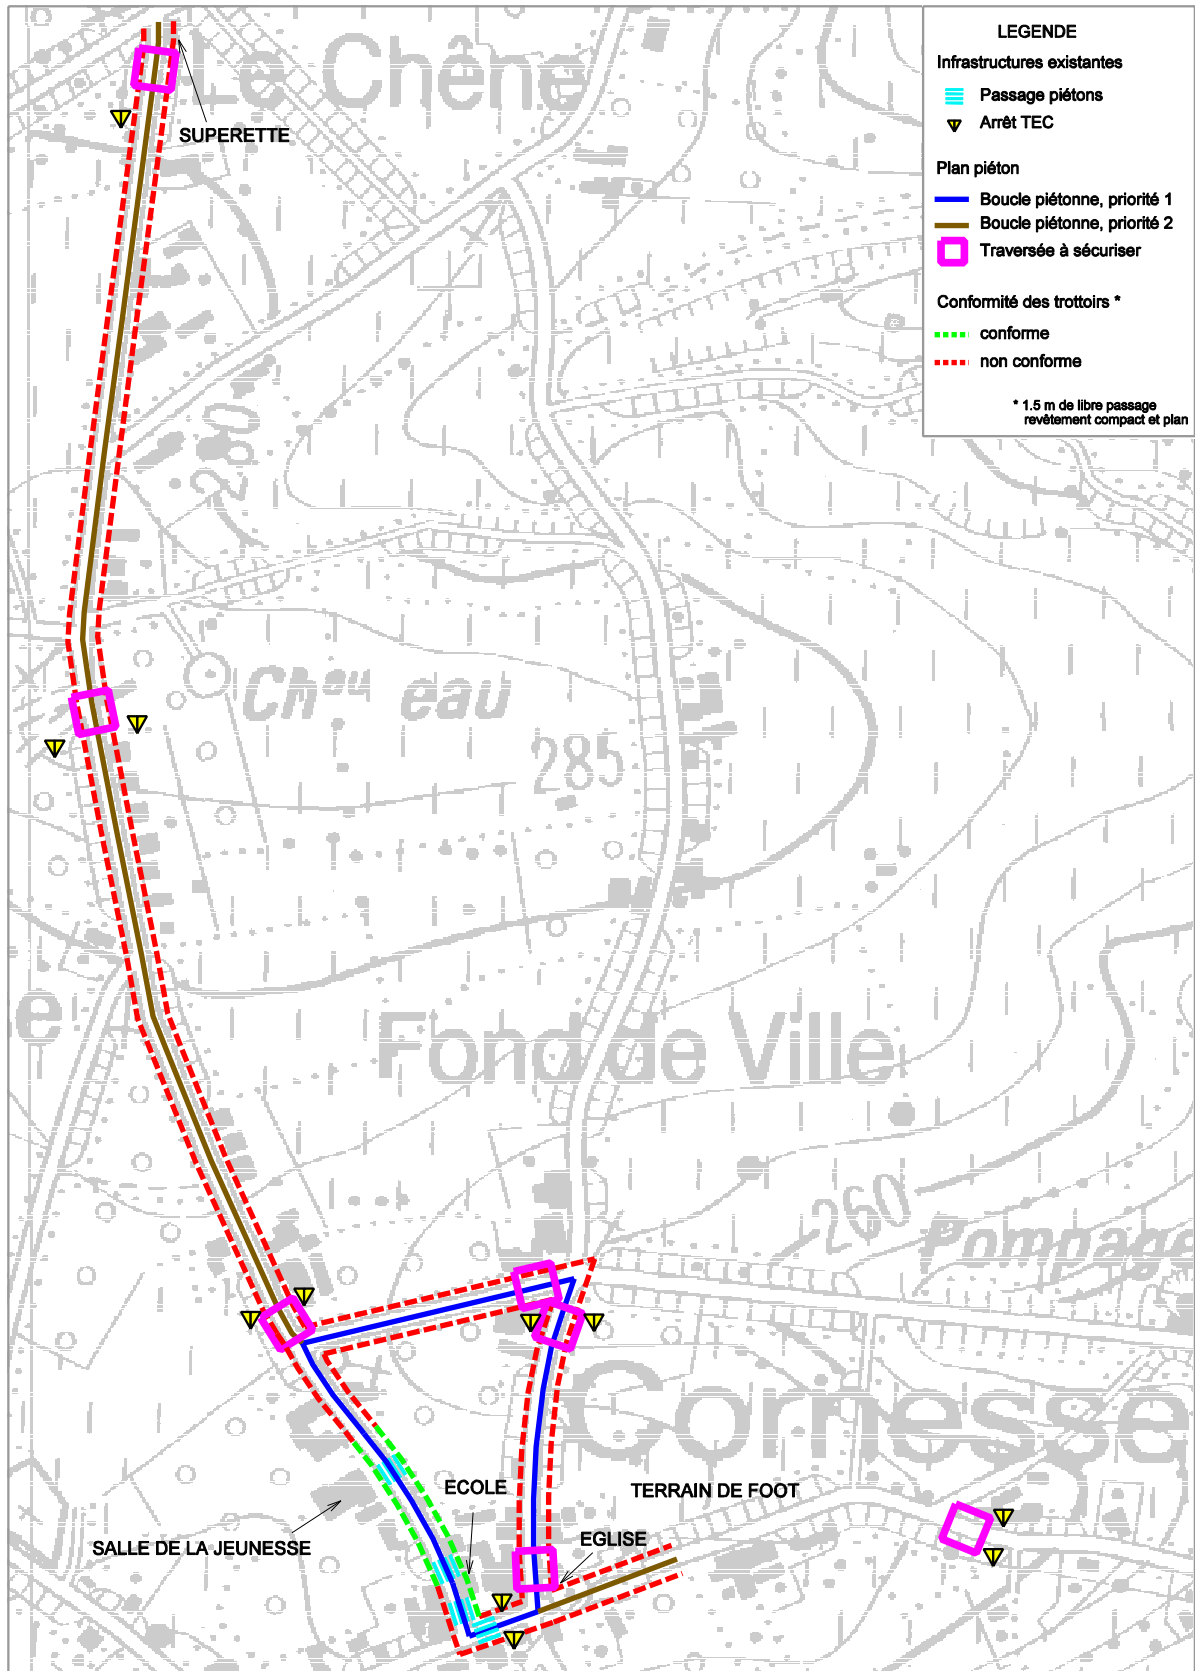 LEGENDE
Infrastructures existantes
Passage piétons
Arrêt TEC
Plan piéton
Boucle piétonne, priorité 1
Boucle piétonne, priorité 2
Traversée à sécuriser
Conformité des trottoirs *
conforme
non conforme
* 1.5 m de libre passage
revêtement compact et plan
Le Chêne
SUPERETTE
260
Chau eau
285
e
Fond de Ville
260
Pompage
Cornesse
ECOLE
TERRAIN DE FOOT
SALLE DE LA JEUNESSE
EGLISE